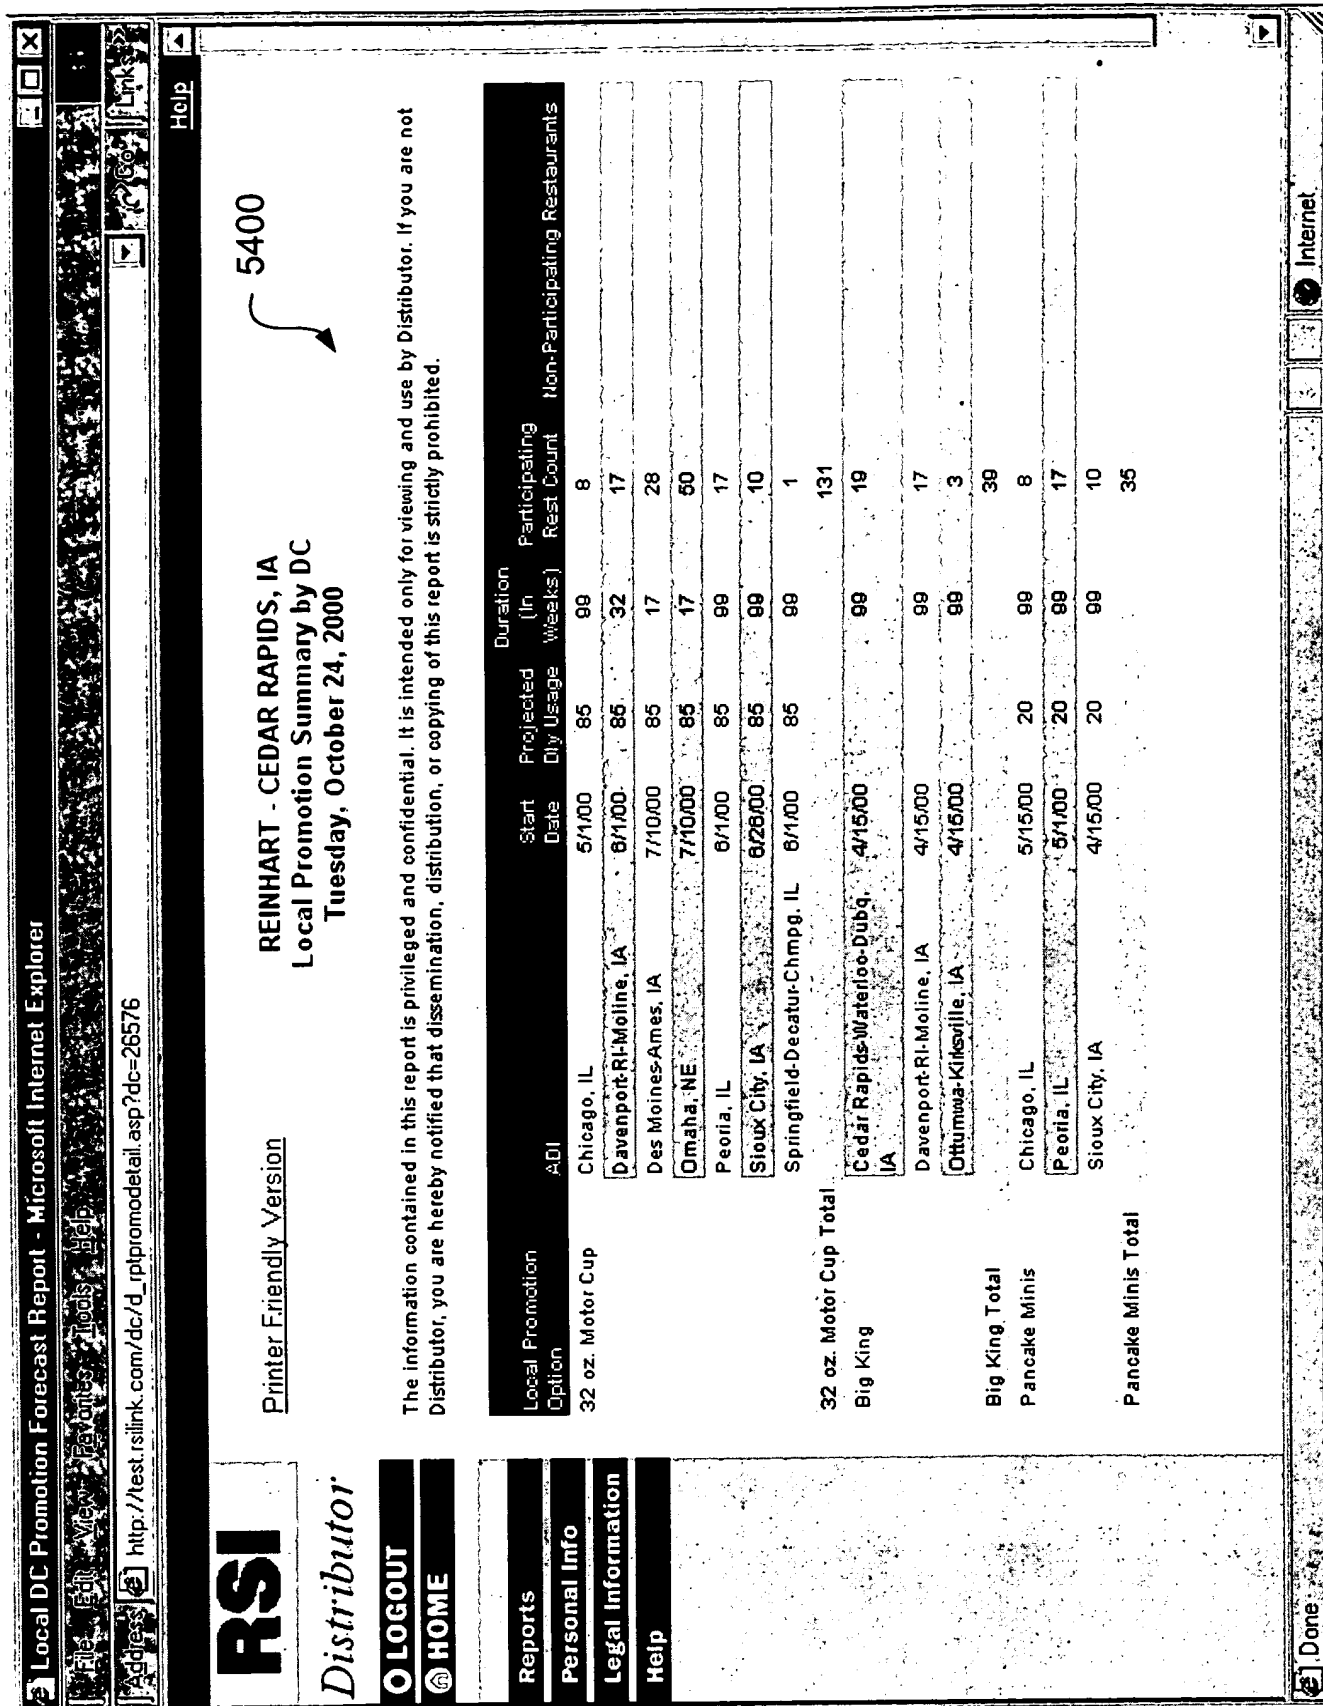 Local DC Promotion Forecast Report - Microsoft Internet Explorer
File Edit View Favorites Tools Help
Address http://test.rsilink.com/dc/d_rptpromodetail.asp?dc=26576 Go Links »
Help
RSI
Distributor
LOGOUT
HOME
Reports
Personal Info
Legal Information
Help
Printer Friendly Version
REINHART - CEDAR RAPIDS, IA
Local Promotion Summary by DC
Tuesday, October 24, 2000
5400
The information contained in this report is privileged and confidential. It is intended only for viewing and use by Distributor. If you are not
Distributor, you are hereby notified that dissemination, distribution, or copying of this report is strictly prohibited.
Local Promotion Option ADI Start Date Projected Dly Usage Duration (In Weeks) Participating Rest Count Non-Participating Restaurants
32 oz. Motor Cup Chicago, IL 5/1/00 85 99 8
Davenport-RI-Moline, IA 6/1/00 85 32 17
Des Moines-Ames, IA 7/10/00 85 17 28
Omaha, NE 7/10/00 85 17 50
Peoria, IL 6/1/00 85 99 17
Sioux City, IA 6/26/00 85 99 10
Springfield-Decatur-Chmpg, IL 6/1/00 85 99 1
32 oz. Motor Cup Total 131
Big King Cedar Rapids-Waterloo-Dubq, IA 4/15/00 99 19
Davenport-RI-Moline, IA 4/15/00 99 17
Ottumwa-Kirksville, IA 4/15/00 99 3
Big King Total 39
Pancake Minis Chicago, IL 5/15/00 20 99 8
Peoria, IL 5/1/00 20 99 17
Sioux City, IA 4/15/00 20 99 10
Pancake Minis Total 35
Done Internet